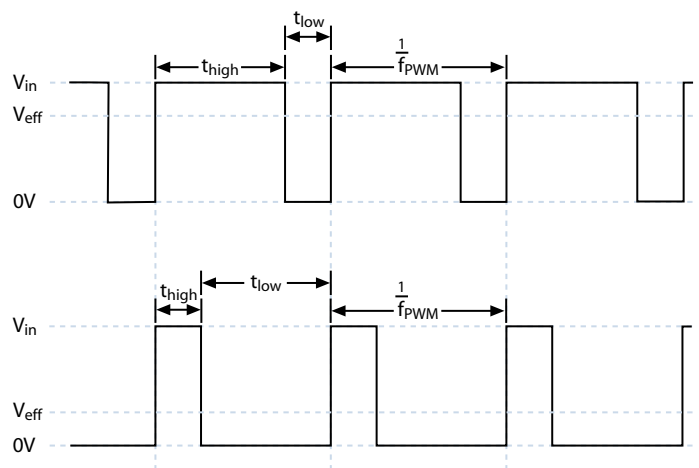 t_low
t_high
1
f_PWM
V_in
V_eff
0V
t_high
t_low
1
f_PWM
V_in
V_eff
0V